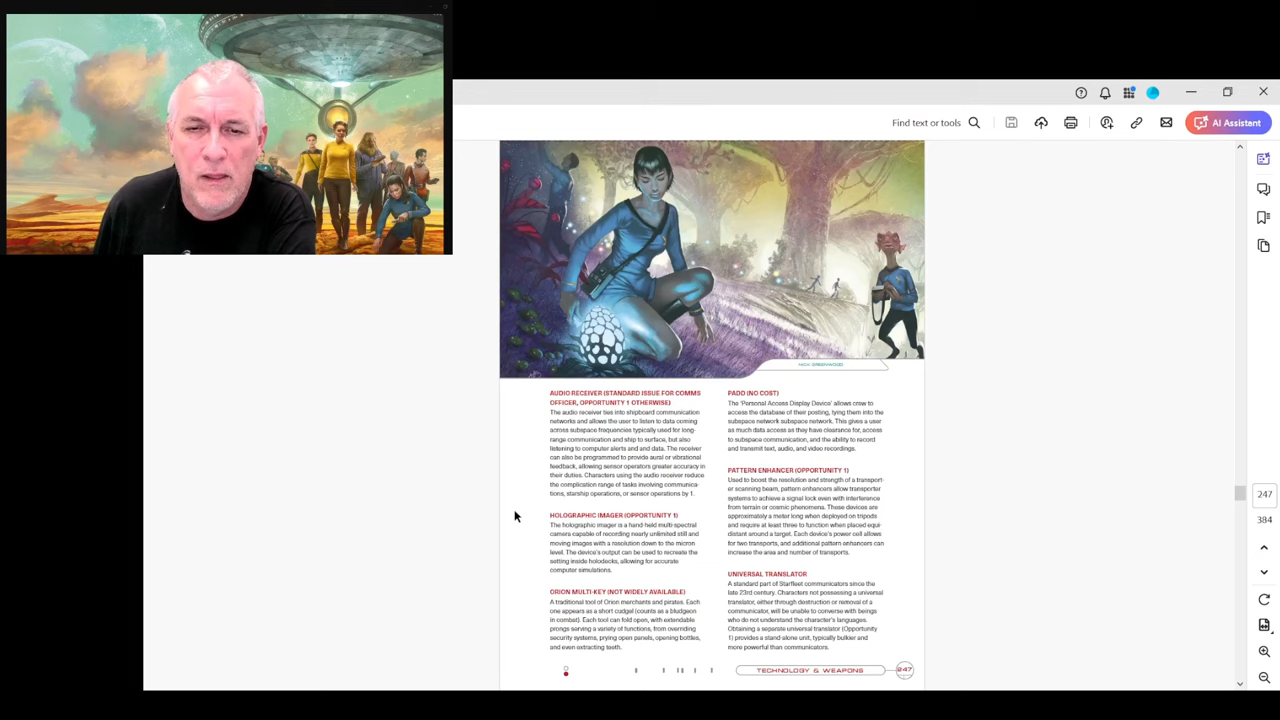 Find text or tools
AI Assistant
NICK GREENWOOD
AUDIO RECEIVER (STANDARD ISSUE FOR COMMS
OFFICER, OPPORTUNITY 1 OTHERWISE)
The audio receiver ties into shipboard communication
networks and allows the user to listen to data coming
across subspace frequencies typically used for long-
range communication and ship to surface, but also
listening to computer alerts and and data. The receiver
can also be programmed to provide aural or vibrational
feedback, allowing sensor operators greater accuracy in
their duties. Characters using the audio receiver reduce
the complication range of tasks involving communica-
tions, starship operations, or sensor operations by 1.
HOLOGRAPHIC IMAGER (OPPORTUNITY 1)
The holographic imager is a hand-held multi-spectral
camera capable of recording nearly unlimited still and
moving images with a resolution down to the micron
level. The device's output can be used to recreate the
setting inside holodecks, allowing for accurate
computer simulations.
ORION MULTI-KEY (NOT WIDELY AVAILABLE)
A traditional tool of Orion merchants and pirates. Each
one appears as a short cudgel (counts as a bludgeon
in combat). Each tool can fold open, with extendable
prongs serving a variety of functions, from overriding
security systems, prying open panels, opening bottles,
and even extracting teeth.
PADD (NO COST)
The 'Personal Access Display Device' allows crew to
access the database of their posting, tying them into the
subspace network subspace network. This gives a user
as much data access as they have clearance for, access
to subspace communication, and the ability to record
and transmit text, audio, and video recordings.
PATTERN ENHANCER (OPPORTUNITY 1)
Used to boost the resolution and strength of a transport-
er scanning beam, pattern enhancers allow transporter
systems to achieve a signal lock even with interference
from terrain or cosmic phenomena. These devices are
approximately a meter long when deployed on tripods
and require at least three to function when placed equi-
distant around a target. Each device's power cell allows
for two transports, and additional pattern enhancers can
increase the area and number of transports.
UNIVERSAL TRANSLATOR
A standard part of Starfleet communicators since the
late 23rd century. Characters not possessing a universal
translator, either through destruction or removal of a
communicator, will be unable to converse with beings
who do not understand the character's languages.
Obtaining a separate universal translator (Opportunity
1) provides a stand-alone unit, typically bulkier and
more powerful than communicators.
TECHNOLOGY & WEAPONS
247
247
384